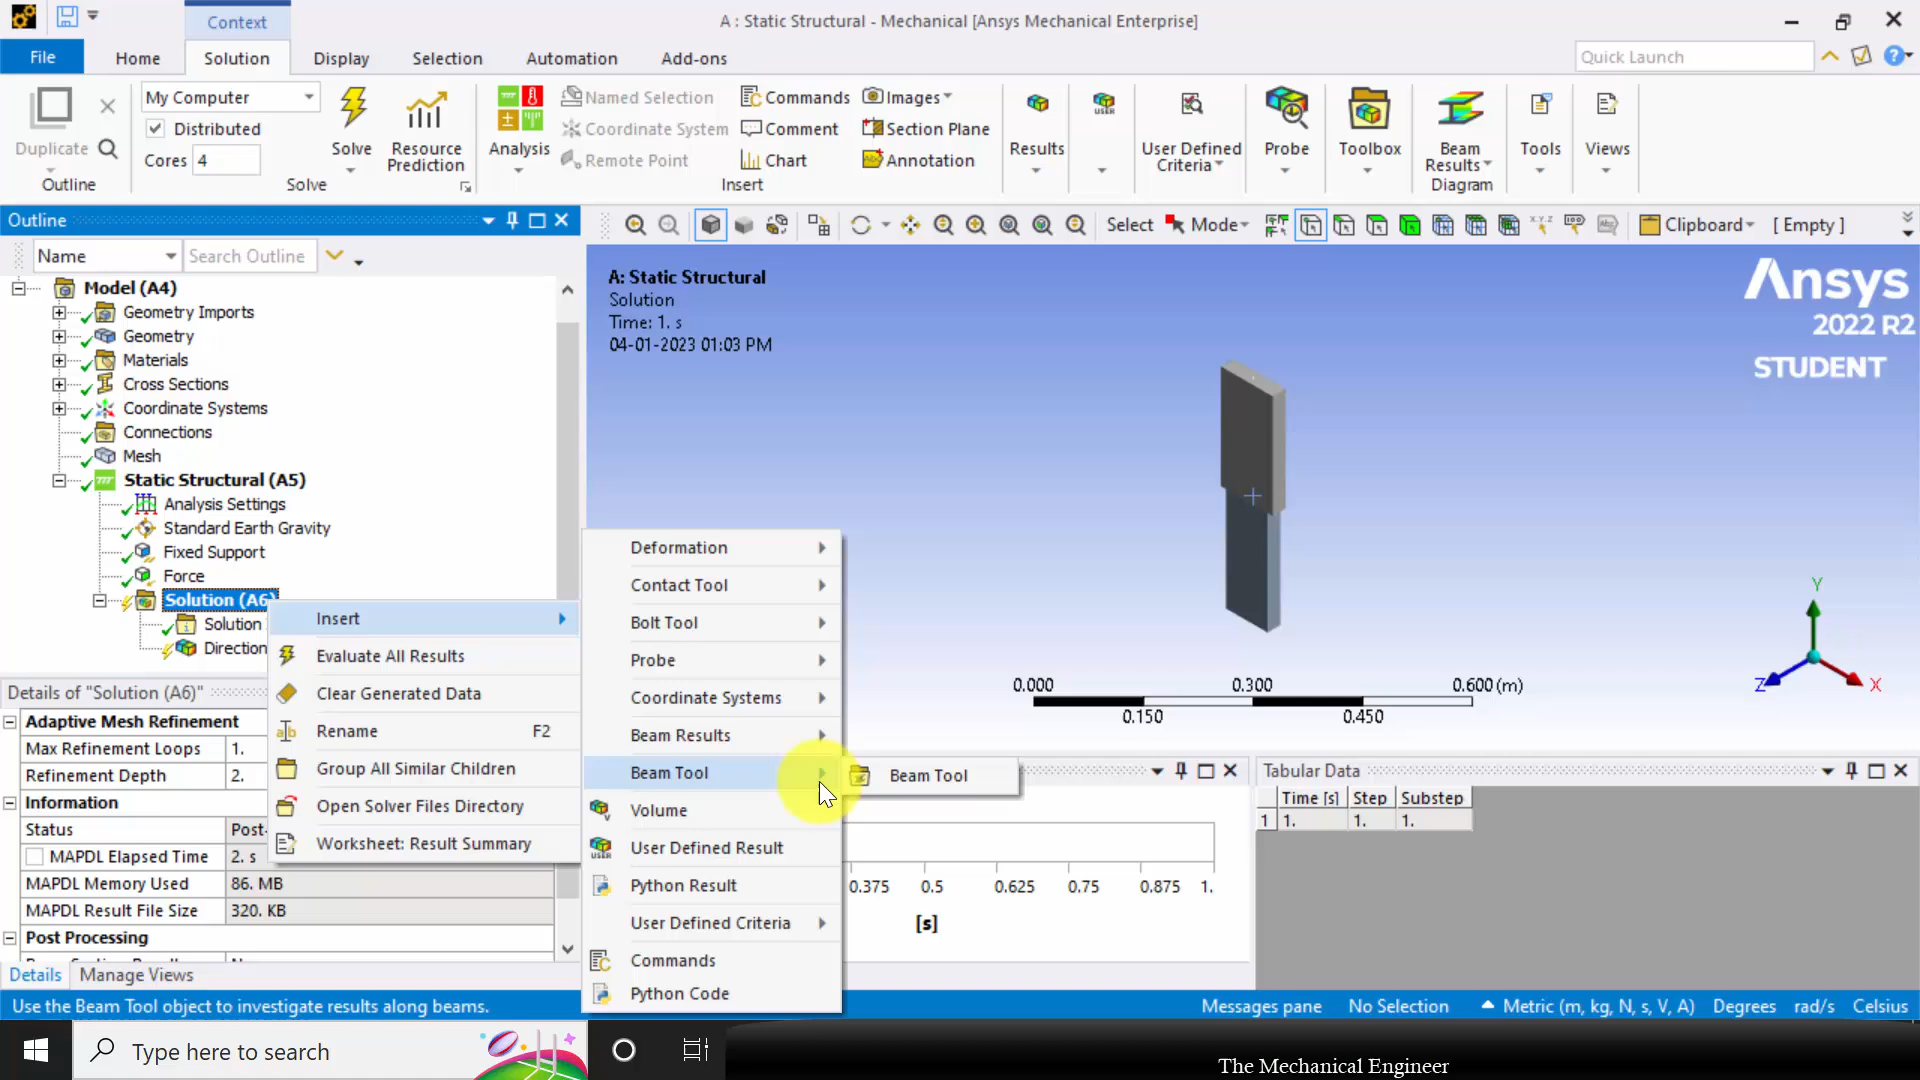 Context
A : Static Structural - Mechanical [Ansys Mechanical Enterprise]
File
Home
Solution
Display
Selection
Automation
Add-ons
Quick Launch
Duplicate
Outline
My Computer
Distributed
Cores 4
Solve
Resource
Prediction
Solve
Analysis
Named Selection
Coordinate System
Remote Point
Commands
Comment
Chart
Images
Section Plane
Annotation
Insert
Results
USER
User Defined
Criteria
Probe
Toolbox
Beam
Results
Diagram
Tools
Views
Outline
Select
Mode
Clipboard
[ Empty ]
Name
Search Outline
Model (A4)
Geometry Imports
Geometry
Materials
Cross Sections
Coordinate Systems
Connections
Mesh
Static Structural (A5)
Analysis Settings
Standard Earth Gravity
Fixed Support
Force
Solution (A6)
Solution
Direction
A: Static Structural
Solution
Time: 1. s
04-01-2023 01:03 PM
Ansys
2022 R2
STUDENT
Y
Z
X
0.000
0.300
0.600 (m)
0.150
0.450
Insert
Evaluate All Results
Clear Generated Data
Rename F2
Group All Similar Children
Open Solver Files Directory
Worksheet: Result Summary
Deformation
Contact Tool
Bolt Tool
Probe
Coordinate Systems
Beam Results
Beam Tool
Volume
User Defined Result
Python Result
User Defined Criteria
Commands
Python Code
Beam Tool
Details of "Solution (A6)"
Adaptive Mesh Refinement
Max Refinement Loops 1.
Refinement Depth 2.
Information
Status Post-
MAPDL Elapsed Time 2. s
MAPDL Memory Used 86. MB
MAPDL Result File Size 320. KB
Post Processing
Details
Manage Views
0.375 0.5 0.625 0.75 0.875 1.
[s]
Tabular Data
Time [s] Step Substep
1 1. 1. 1.
Use the Beam Tool object to investigate results along beams.
Messages pane
No Selection
Metric (m, kg, N, s, V, A)
Degrees
rad/s
Celsius
Type here to search
The Mechanical Engineer